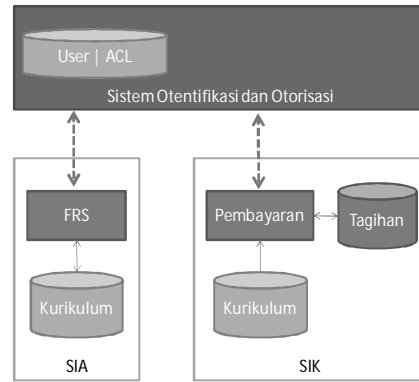 User | ACL
Sistem Otentifikasi dan Otorisasi
FRS
Pembayaran
Tagihan
Kurikulum
Kurikulum
SIA
SIK